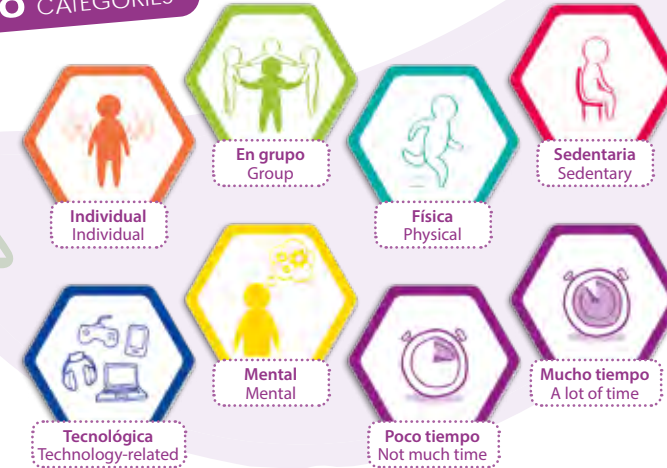 8 CATEGORIES
En grupo
Group
Sedentaria
Sedentary
Individual
Individual
Física
Physical
Mental
Mental
Mucho tiempo
A lot of time
Tecnológica
Technology-related
Poco tiempo
Not much time